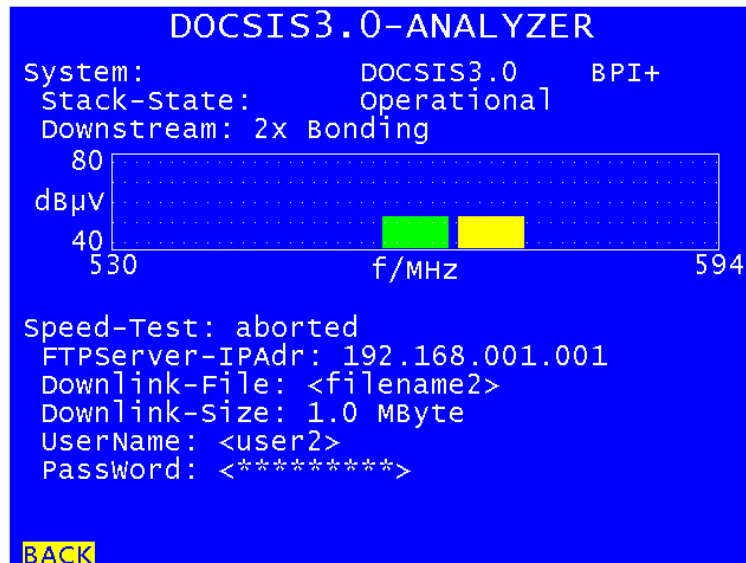 DOCSIS3.0-ANALYZER
System: DOCSIS3.0 BPI+
Stack-State: Operational
Downstream: 2x Bonding
80
dBµV
40
530 f/MHz 594
Speed-Test: aborted
FTPServer-IPAdr: 192.168.001.001
Downlink-File: <filename2>
Downlink-Size: 1.0 MByte
UserName: <user2>
PassWord: <*********>
BACK